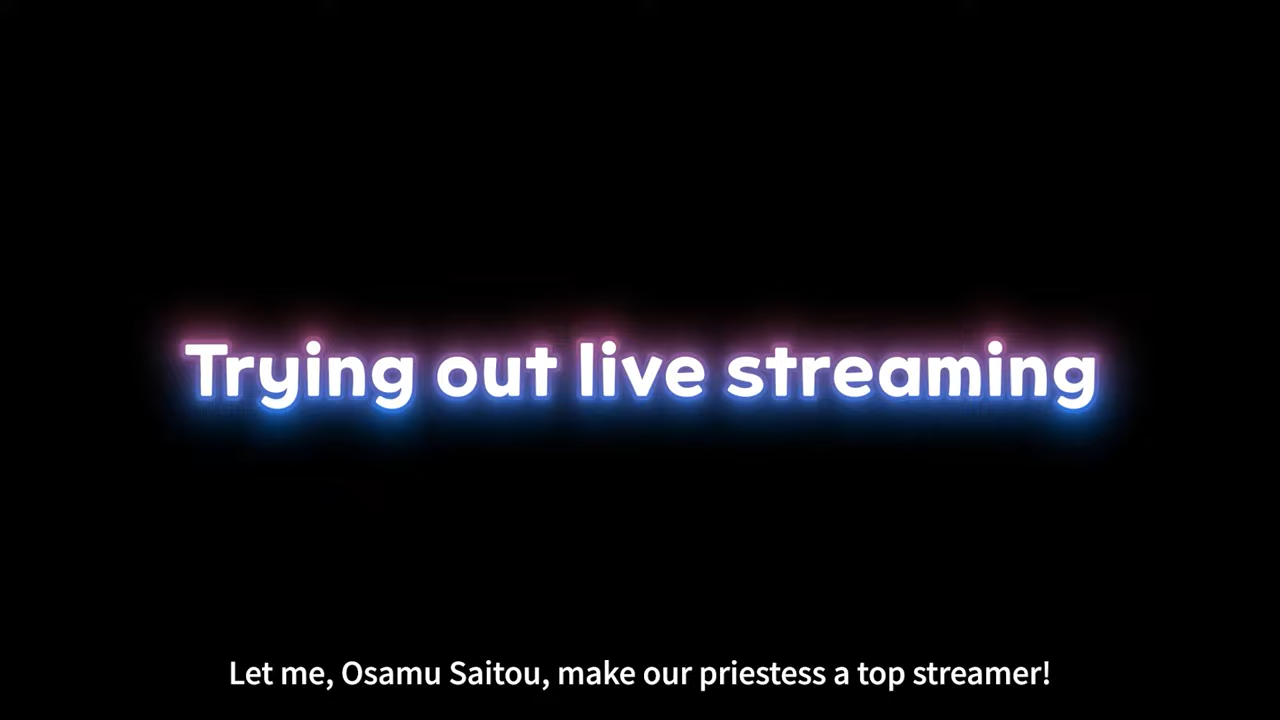 Trying out live streaming
Let me, Osamu Saitou, make our priestess a top streamer!